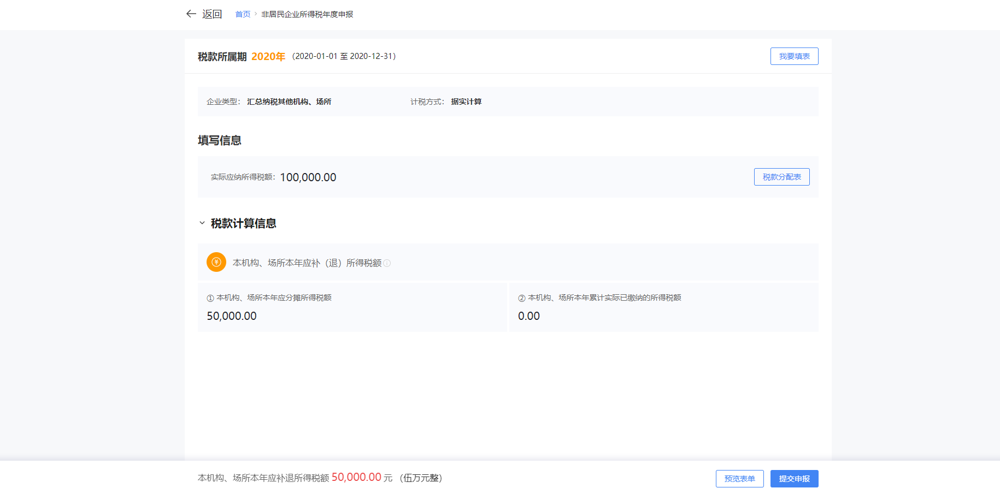 返回 首页 > 非居民企业所得税年度申报
税款所属期 2020年 （2020-01-01 至 2020-12-31） 我要填表
企业类型： 汇总纳税其他机构、场所 计税方式： 据实计算
填写信息
实际应纳所得税额： 100,000.00 税款分配表
税款计算信息
本机构、场所本年应补（退）所得税额
① 本机构、场所本年应分摊所得税额 ② 本机构、场所本年累计实际已缴纳的所得税额
50,000.00 0.00
本机构、场所本年应补退所得税额 50,000.00 元 （伍万元整） 预览表单 提交申报